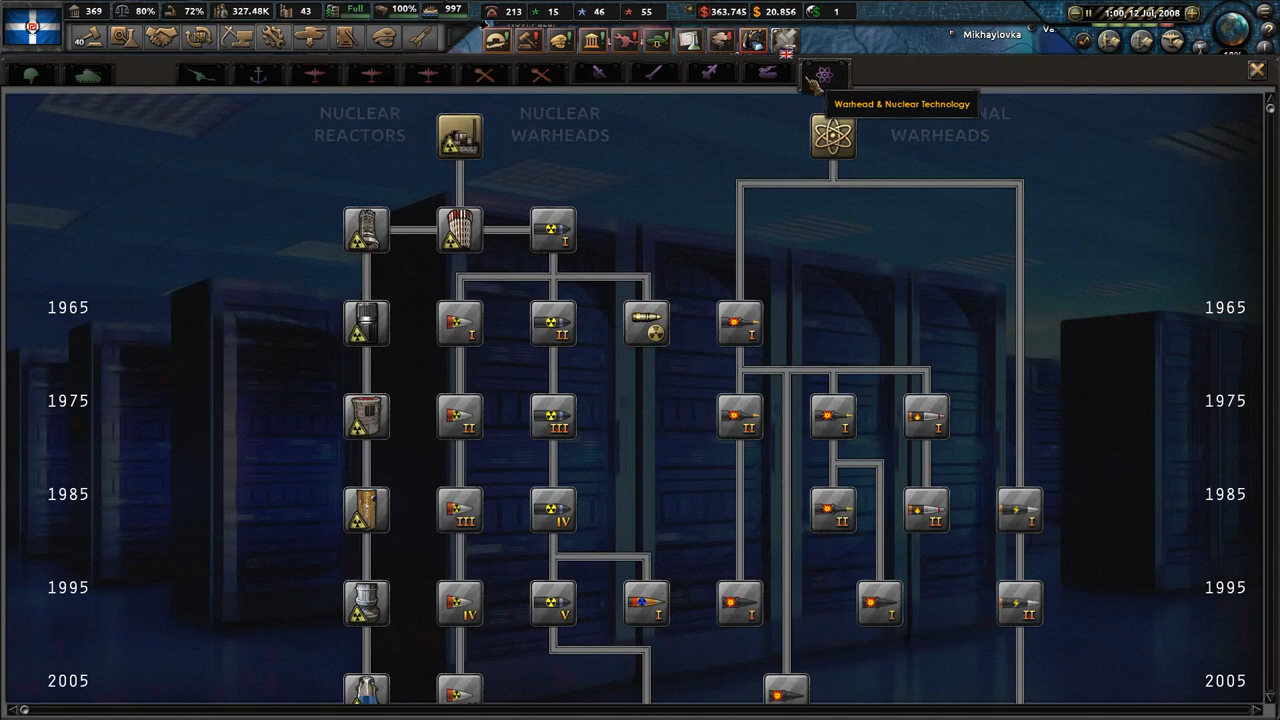 369 80% 72% 327.48K 43 Full 100% 997 213 15 46 55 $363.745 $ 20.856 1 1:00, 12 Jul, 2008
40
Mikhaylovka
Warhead & Nuclear Technology
NUCLEAR REACTORS
NUCLEAR WARHEADS
WARHEADS
I
1965 I II I 1965
1975 II III II I I 1975
1985 III IV II II I 1985
1995 IV V I I I II 1995
2005 2005